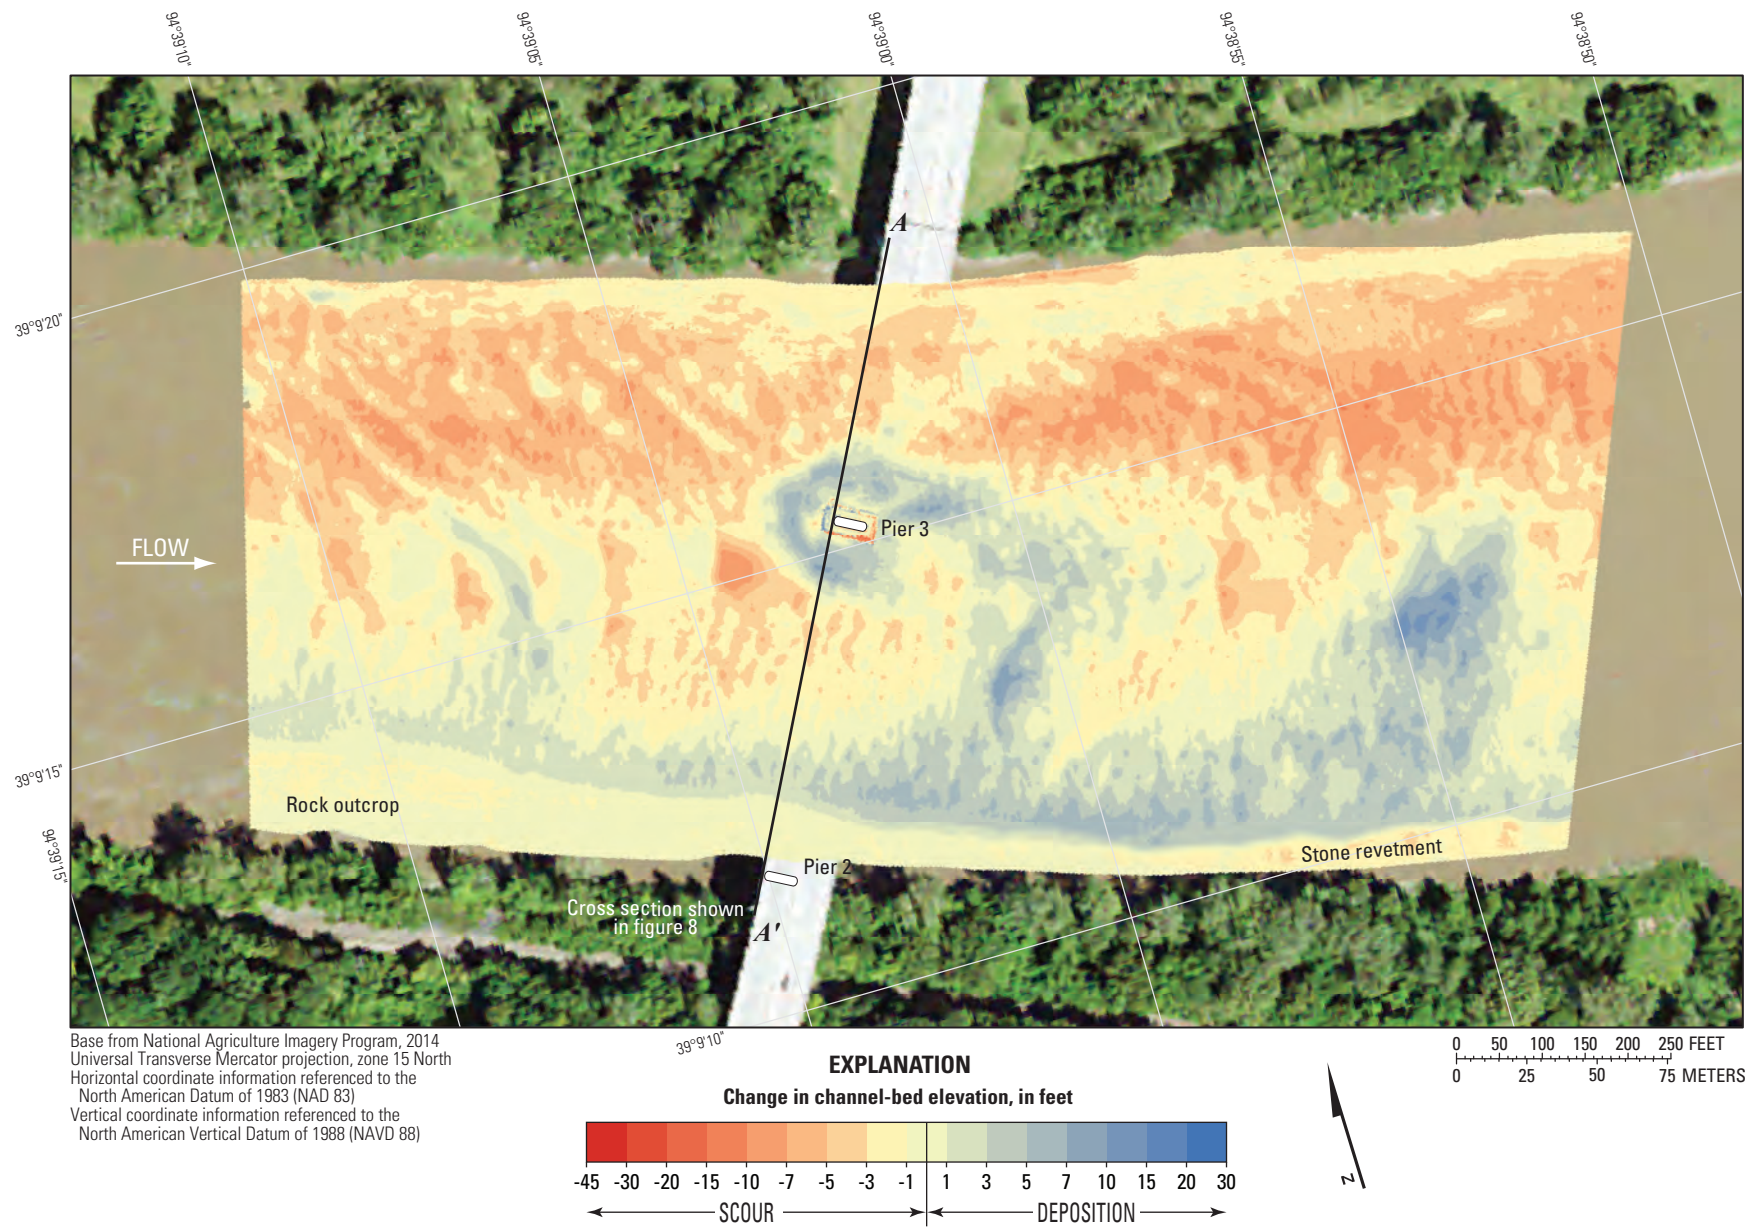 94°39'10"
94°39'05"
94°39'00"
94°38'55"
94°38'50"
A
39°9'20"
Pier 3
FLOW
39°9'15"
Rock outcrop
94°39'15"
Stone revetment
Pier 2
Cross section shown
in figure 8
A'
39°9'10"
Base from National Agriculture Imagery Program, 2014
Universal Transverse Mercator projection, zone 15 North
Horizontal coordinate information referenced to the
North American Datum of 1983 (NAD 83)
Vertical coordinate information referenced to the
North American Vertical Datum of 1988 (NAVD 88)
EXPLANATION
Change in channel-bed elevation, in feet
-45 -30 -20 -15 -10 -7 -5 -3 -1 1 3 5 7 10 15 20 30
SCOUR DEPOSITION
0 50 100 150 200 250 FEET
0 25 50 75 METERS
N